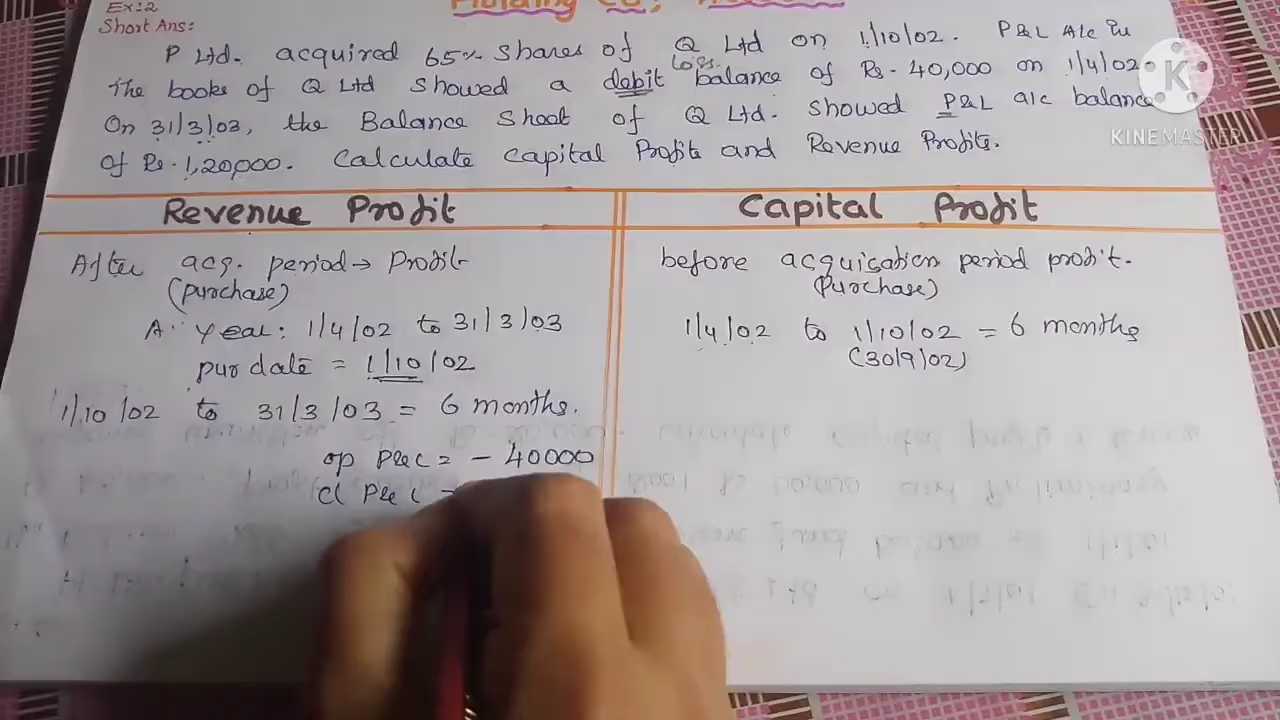 Ex:2
Holding Co;
Short Ans:
P Ltd. acquired 65% shares of Q Ltd on 1/10/02. P&L A/c in
Loss.
the books of Q Ltd showed a debit balance of Rs. 40,000 on 1/4/02.
On 31/3/03, the Balance Sheet of Q Ltd. showed P&L a/c balance
of Rs. 1,20,000. Calculate Capital Profits and Revenue Profits.
K
KINEMASTER
Revenue Profit
Capital Profit
After acq. period → Profit
(purchase)
A. Year: 1/4/02 to 31/3/03
pur date = 1/10/02
1/10/02 to 31/3/03 = 6 months.
op P&L = - 40000
cl P&L =
before acquisation period profit.
(Purchase)
1/4/02 to 1/10/02 = 6 months
(30/9/02)